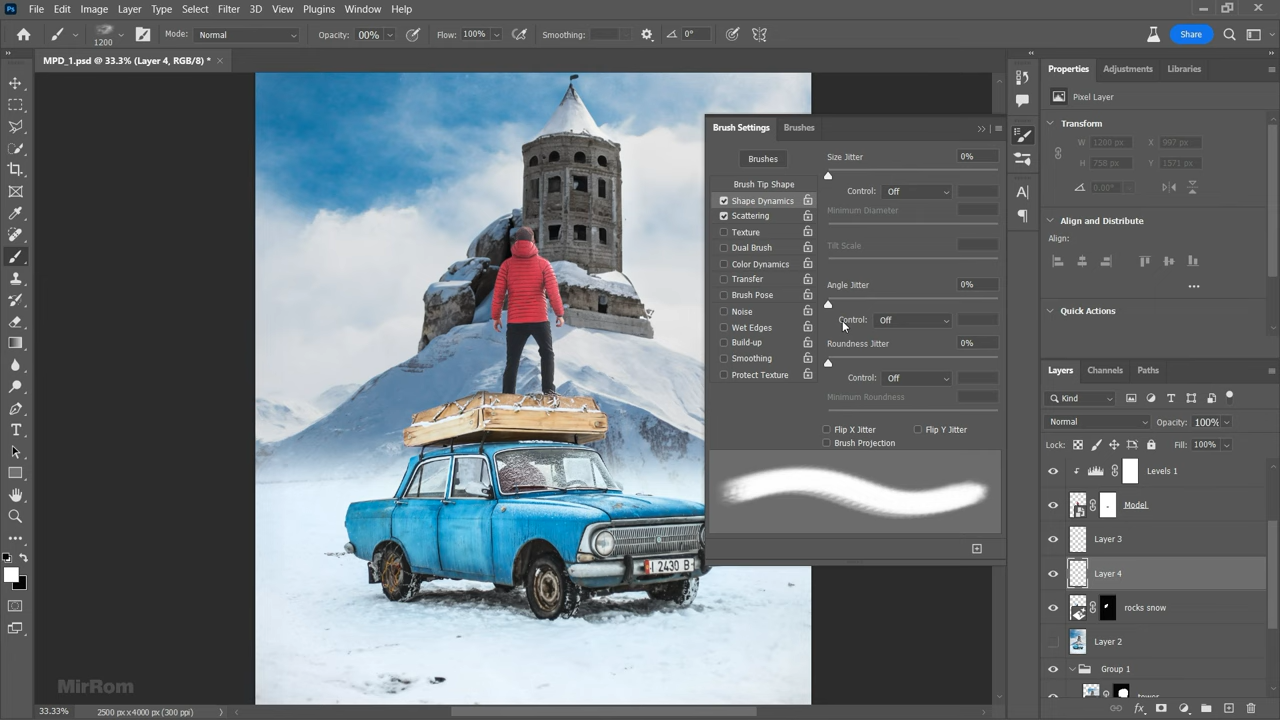 Ps File Edit Image Layer Type Select Filter 3D View Plugins Window Help
1200 Mode: Normal Opacity: 00% Flow: 100% Smoothing: 0° Share
MPD_1.psd @ 33.3% (Layer 4, RGB/8) *
Brush Settings Brushes
Brushes
Brush Tip Shape
Shape Dynamics
Scattering
Texture
Dual Brush
Color Dynamics
Transfer
Brush Pose
Noise
Wet Edges
Build-up
Smoothing
Protect Texture
Size Jitter 0%
Control: Off
Minimum Diameter
Tilt Scale
Angle Jitter 0%
Control: Off
Roundness Jitter 0%
Control: Off
Minimum Roundness
Flip X Jitter Flip Y Jitter
Brush Projection
Properties Adjustments Libraries
Pixel Layer
Transform
W 1200 px X 997 px
H 758 px Y 1571 px
0.00°
Align and Distribute
Align:
Quick Actions
Layers Channels Paths
Kind
Normal Opacity: 100%
Lock: Fill: 100%
Levels 1
Model
Layer 3
Layer 4
rocks snow
Layer 2
Group 1
tower
I 2430 B
MirRom
33.33% 2500 px x 4000 px (300 ppi)